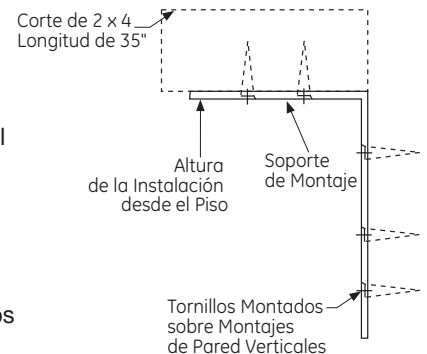 Corte de 2 x 4
Longitud de 35"
l
Altura
de la Instalación
desde el Piso
Soporte
de Montaje
os
Tornillos Montados
sobre Montajes
de Pared Verticales